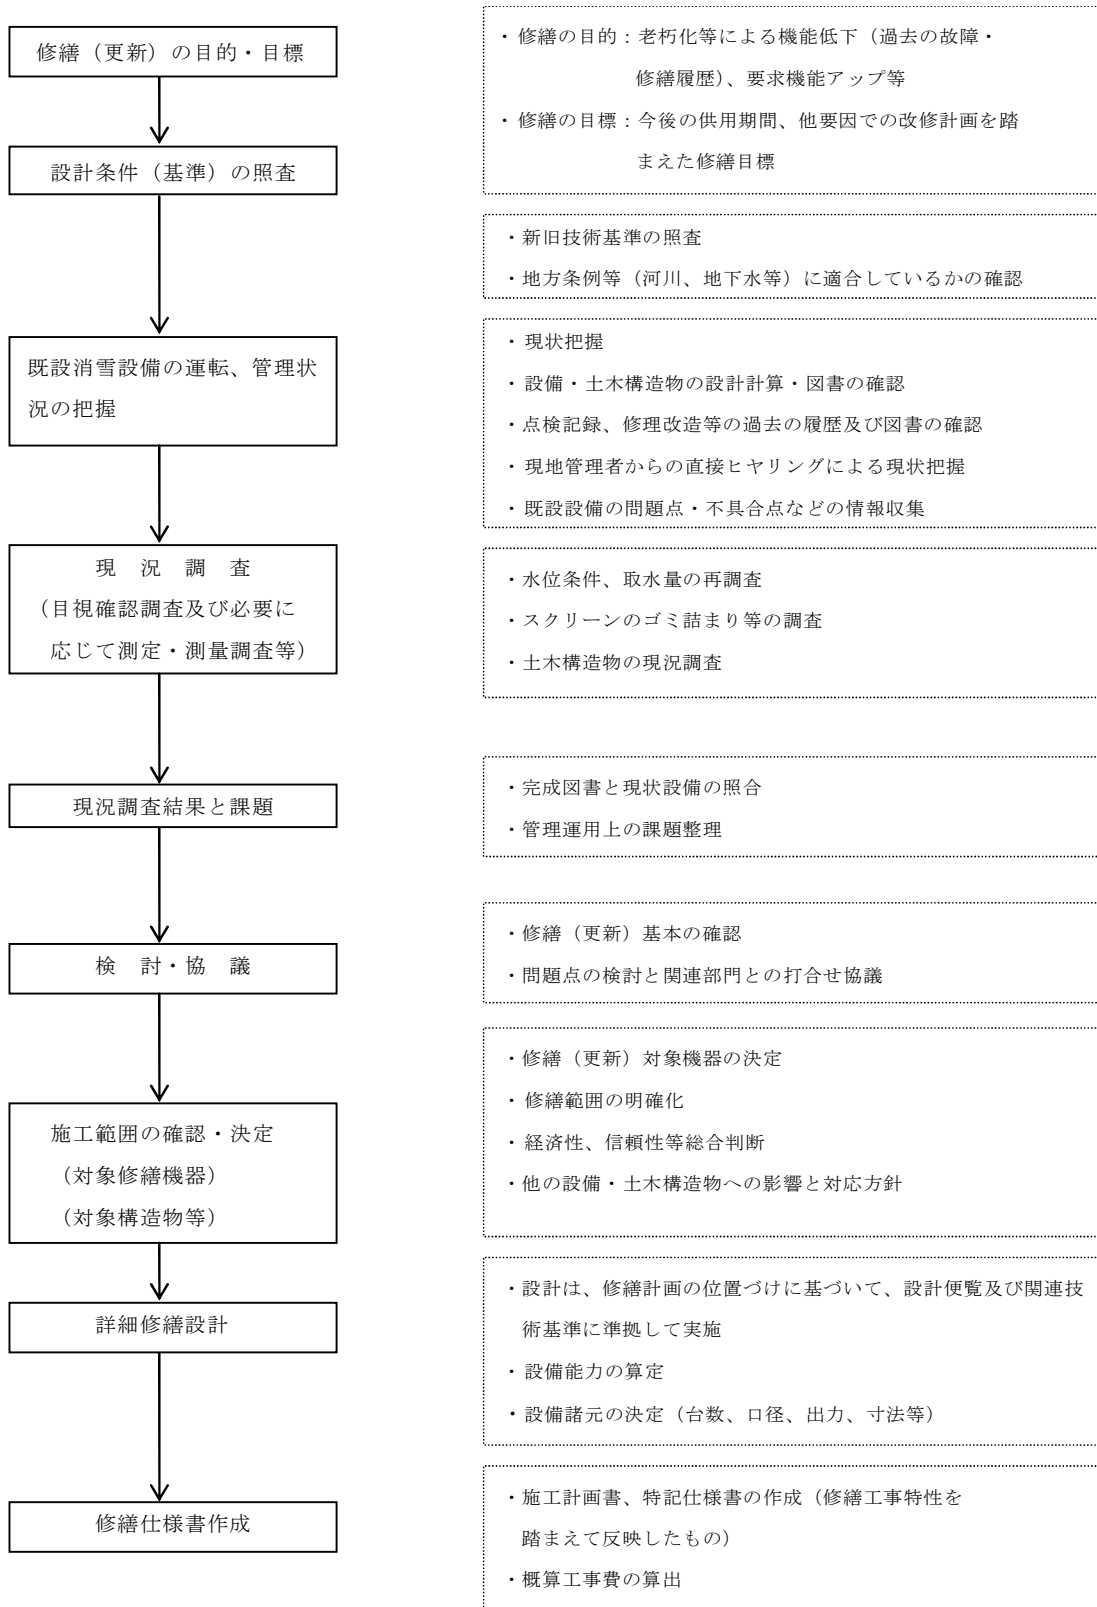 修繕（更新）の目的・目標
・修繕の目的：老朽化等による機能低下（過去の故障・
修繕履歴）、要求機能アップ等
・修繕の目標：今後の供用期間、他要因での改修計画を踏
まえた修繕目標
設計条件（基準）の照査
・新旧技術基準の照査
・地方条例等（河川、地下水等）に適合しているかの確認
既設消雪設備の運転、管理状
況の把握
・現状把握
・設備・土木構造物の設計計算・図書の確認
・点検記録、修理改造等の過去の履歴及び図書の確認
・現地管理者からの直接ヒヤリングによる現状把握
・既設設備の問題点・不具合点などの情報収集
現　況　調　査
（目視確認調査及び必要に
応じて測定・測量調査等）
・水位条件、取水量の再調査
・スクリーンのゴミ詰まり等の調査
・土木構造物の現況調査
現況調査結果と課題
・完成図書と現状設備の照合
・管理運用上の課題整理
検　討・協　議
・修繕（更新）基本の確認
・問題点の検討と関連部門との打合せ協議
施工範囲の確認・決定
（対象修繕機器）
（対象構造物等）
・修繕（更新）対象機器の決定
・修繕範囲の明確化
・経済性、信頼性等総合判断
・他の設備・土木構造物への影響と対応方針
詳細修繕設計
・設計は、修繕計画の位置づけに基づいて、設計便覧及び関連技
術基準に準拠して実施
・設備能力の算定
・設備諸元の決定（台数、口径、出力、寸法等）
修繕仕様書作成
・施工計画書、特記仕様書の作成（修繕工事特性を
踏まえて反映したもの）
・概算工事費の算出